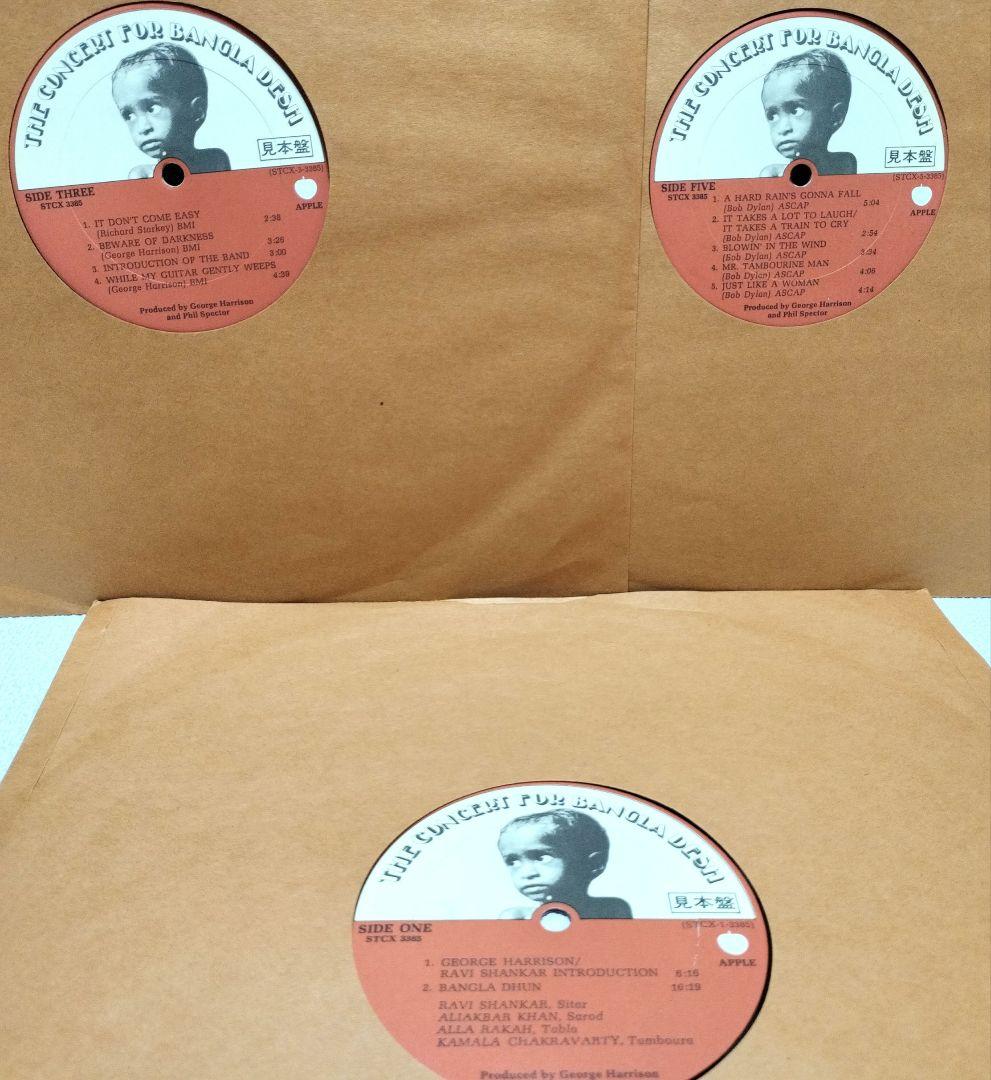 THE CONCERT FOR BANGLA DESH
見本盤
SIDE THREE
STCX 3385
(STCX-3-3385)
APPLE
1. IT DON'T COME EASY
(Richard Starkey) BMI 2:38
2. BEWARE OF DARKNESS
(George Harrison) BMI 3:26
3. INTRODUCTION OF THE BAND 3:00
4. WHILE MY GUITAR GENTLY WEEPS
(George Harrison) BMI 4:39
Produced by George Harrison
and Phil Spector
THE CONCERT FOR BANGLA DESH
見本盤
SIDE FIVE
STCX 3385
(STCX-5-3385)
APPLE
1. A HARD RAIN'S GONNA FALL
(Bob Dylan) ASCAP 5:04
2. IT TAKES A LOT TO LAUGH/
IT TAKES A TRAIN TO CRY
(Bob Dylan) ASCAP 2:54
3. BLOWIN' IN THE WIND
(Bob Dylan) ASCAP 3:34
4. MR. TAMBOURINE MAN
(Bob Dylan) ASCAP 4:08
5. JUST LIKE A WOMAN
(Bob Dylan) ASCAP 4:14
Produced by George Harrison
and Phil Spector
THE CONCERT FOR BANGLA DESH
見本盤
SIDE ONE
STCX 3385
(STCX-1-3385)
APPLE
1. GEORGE HARRISON/
RAVI SHANKAR INTRODUCTION 5:16
2. BANGLA DHUN 16:19
RAVI SHANKAR, Sitar
ALIAKBAR KHAN, Sarod
ALLA RAKAH, Tabla
KAMALA CHAKRAVARTY, Tamboura
Produced by George Harrison